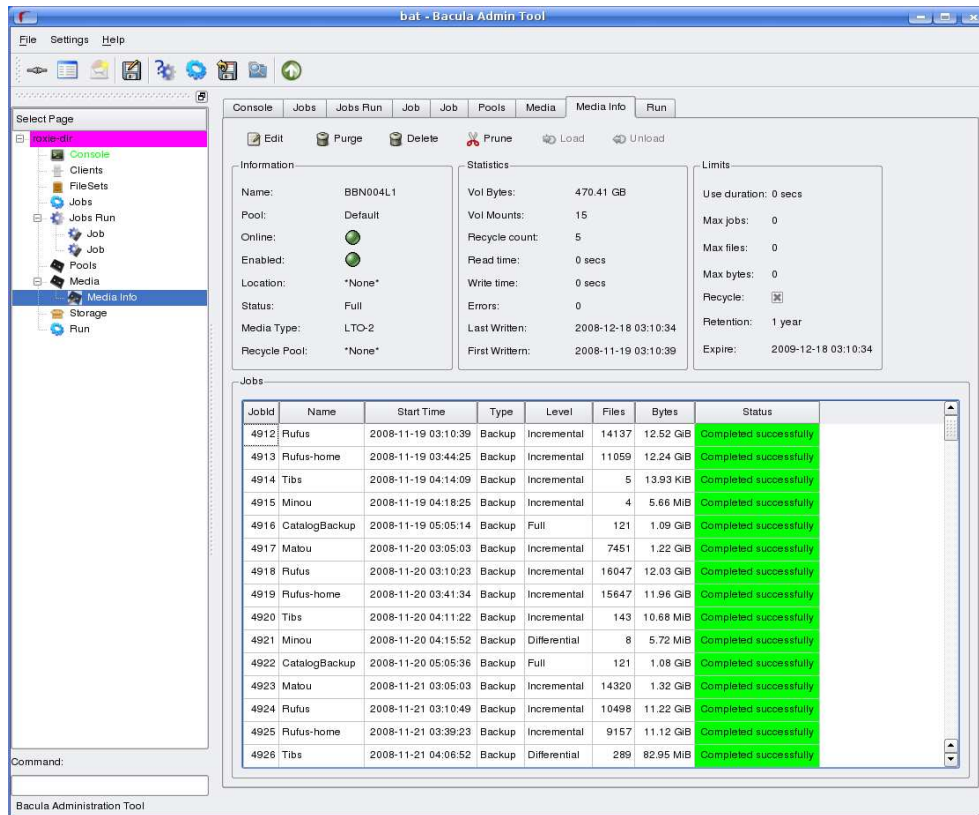 bat - Bacula Admin Tool
File Settings Help
Select Page
roxie-dir
Console
Clients
FileSets
Jobs
Jobs Run
Job
Job
Pools
Media
Media Info
Storage
Run
Command:
Bacula Administration Tool
Console Jobs Jobs Run Job Job Pools Media Media Info Run
Edit Purge Delete Prune Load Unload
Information
Name: BBN004L1
Pool: Default
Online:
Enabled:
Location: *None*
Status: Full
Media Type: LTO-2
Recycle Pool: *None*
Statistics
Vol Bytes: 470.41 GB
Vol Mounts: 15
Recycle count: 5
Read time: 0 secs
Write time: 0 secs
Errors: 0
Last Written: 2008-12-18 03:10:34
First Writtern: 2008-11-19 03:10:39
Limits
Use duration: 0 secs
Max jobs: 0
Max files: 0
Max bytes: 0
Recycle:
Retention: 1 year
Expire: 2009-12-18 03:10:34
Jobs
JobId Name Start Time Type Level Files Bytes Status
4912 Rufus 2008-11-19 03:10:39 Backup Incremental 14137 12.52 GiB Completed successfully
4913 Rufus-home 2008-11-19 03:44:25 Backup Incremental 11059 12.24 GiB Completed successfully
4914 Tibs 2008-11-19 04:14:09 Backup Incremental 5 13.93 KiB Completed successfully
4915 Minou 2008-11-19 04:18:25 Backup Incremental 4 5.66 MiB Completed successfully
4916 CatalogBackup 2008-11-19 05:05:14 Backup Full 121 1.09 GiB Completed successfully
4917 Matou 2008-11-20 03:05:03 Backup Incremental 7451 1.22 GiB Completed successfully
4918 Rufus 2008-11-20 03:10:23 Backup Incremental 16047 12.03 GiB Completed successfully
4919 Rufus-home 2008-11-20 03:41:34 Backup Incremental 15647 11.96 GiB Completed successfully
4920 Tibs 2008-11-20 04:11:22 Backup Incremental 143 10.68 MiB Completed successfully
4921 Minou 2008-11-20 04:15:52 Backup Differential 8 5.72 MiB Completed successfully
4922 CatalogBackup 2008-11-20 05:05:36 Backup Full 121 1.08 GiB Completed successfully
4923 Matou 2008-11-21 03:05:03 Backup Incremental 14320 1.32 GiB Completed successfully
4924 Rufus 2008-11-21 03:10:49 Backup Incremental 10498 11.22 GiB Completed successfully
4925 Rufus-home 2008-11-21 03:39:23 Backup Incremental 9157 11.12 GiB Completed successfully
4926 Tibs 2008-11-21 04:06:52 Backup Differential 289 82.95 MiB Completed successfully